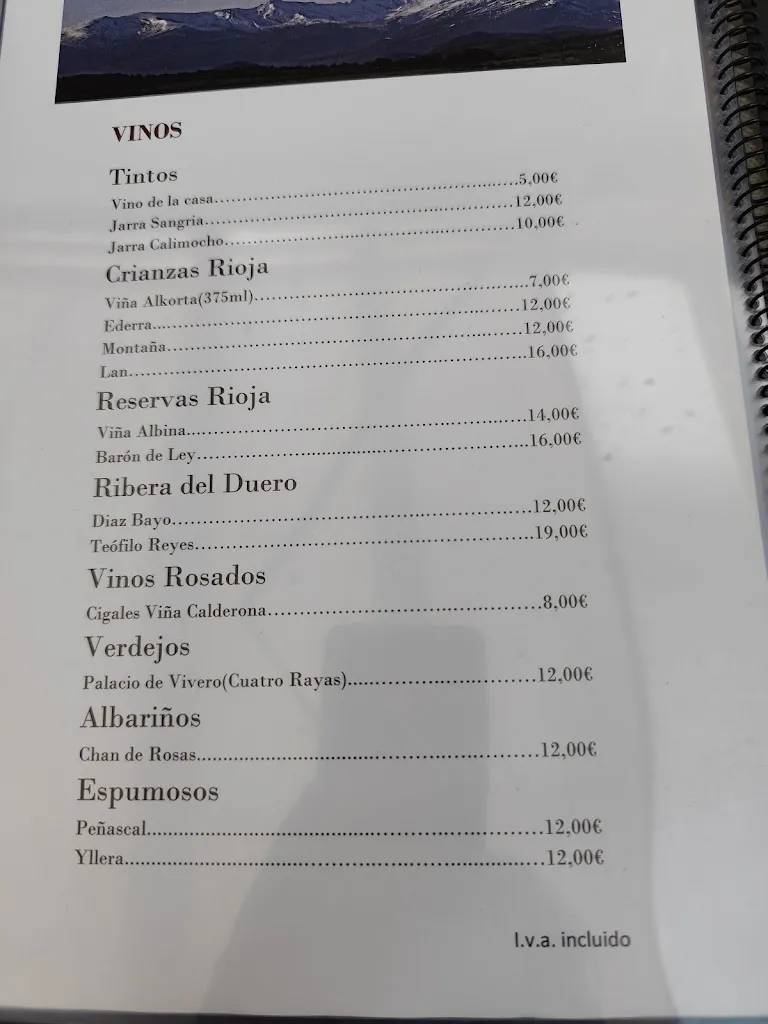 VINOS
Tintos
Vino de la casa..............................................5,00€
Jarra Sangria..............................................12,00€
Jarra Calimocho..............................................10,00€
Crianzas Rioja
Viña Alkorta(375ml)..............................................7,00€
Ederra..............................................12,00€
Montaña..............................................12,00€
Lan..............................................16,00€
Reservas Rioja
Viña Albina..............................................14,00€
Barón de Ley..............................................16,00€
Ribera del Duero
Diaz Bayo..............................................12,00€
Teófilo Reyes..............................................19,00€
Vinos Rosados
Cigales Viña Calderona..............................................8,00€
Verdejos
Palacio de Vivero(Cuatro Rayas)..............................................12,00€
Albariños
Chan de Rosas..............................................12,00€
Espumosos
Peñascal..............................................12,00€
Yllera..............................................12,00€
I.v.a. incluido